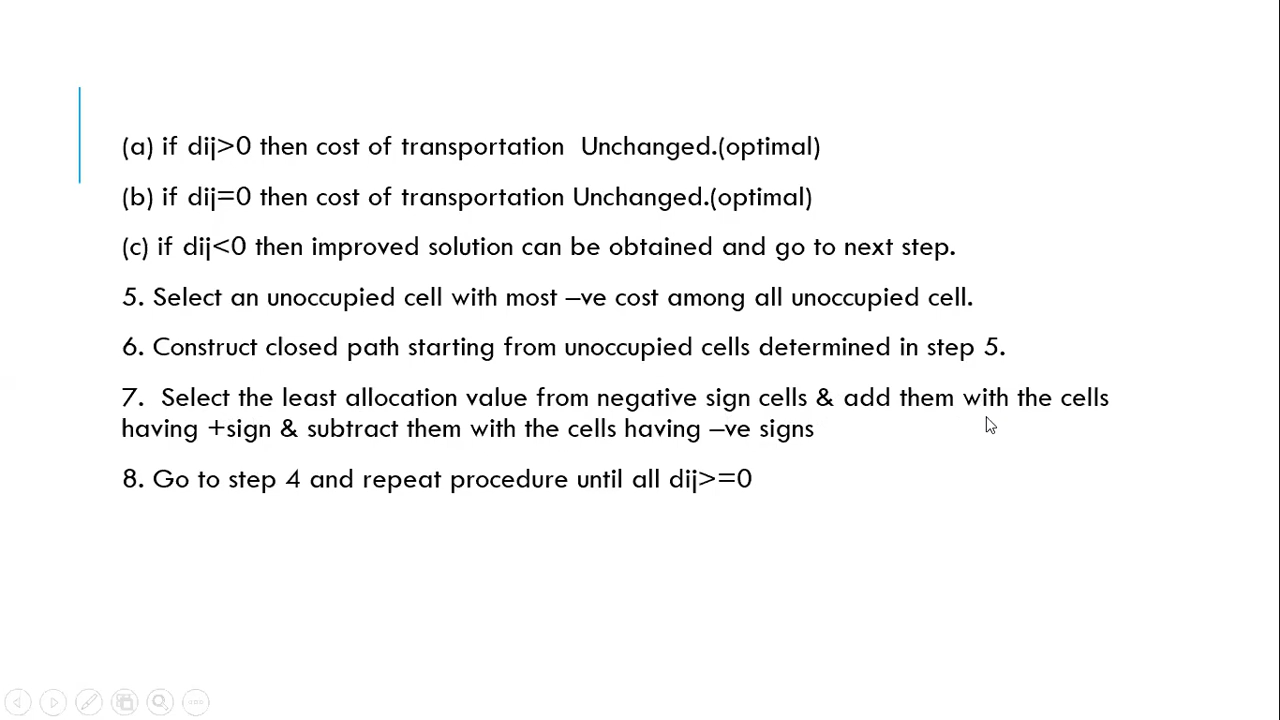 (a) if dij>0 then cost of transportation  Unchanged.(optimal)
(b) if dij=0 then cost of transportation Unchanged.(optimal)
(c) if dij<0 then improved solution can be obtained and go to next step.
5. Select an unoccupied cell with most –ve cost among all unoccupied cell.
6. Construct closed path starting from unoccupied cells determined in step 5.
7.  Select the least allocation value from negative sign cells & add them with the cells
having +sign & subtract them with the cells having –ve signs
8. Go to step 4 and repeat procedure until all dij>=0